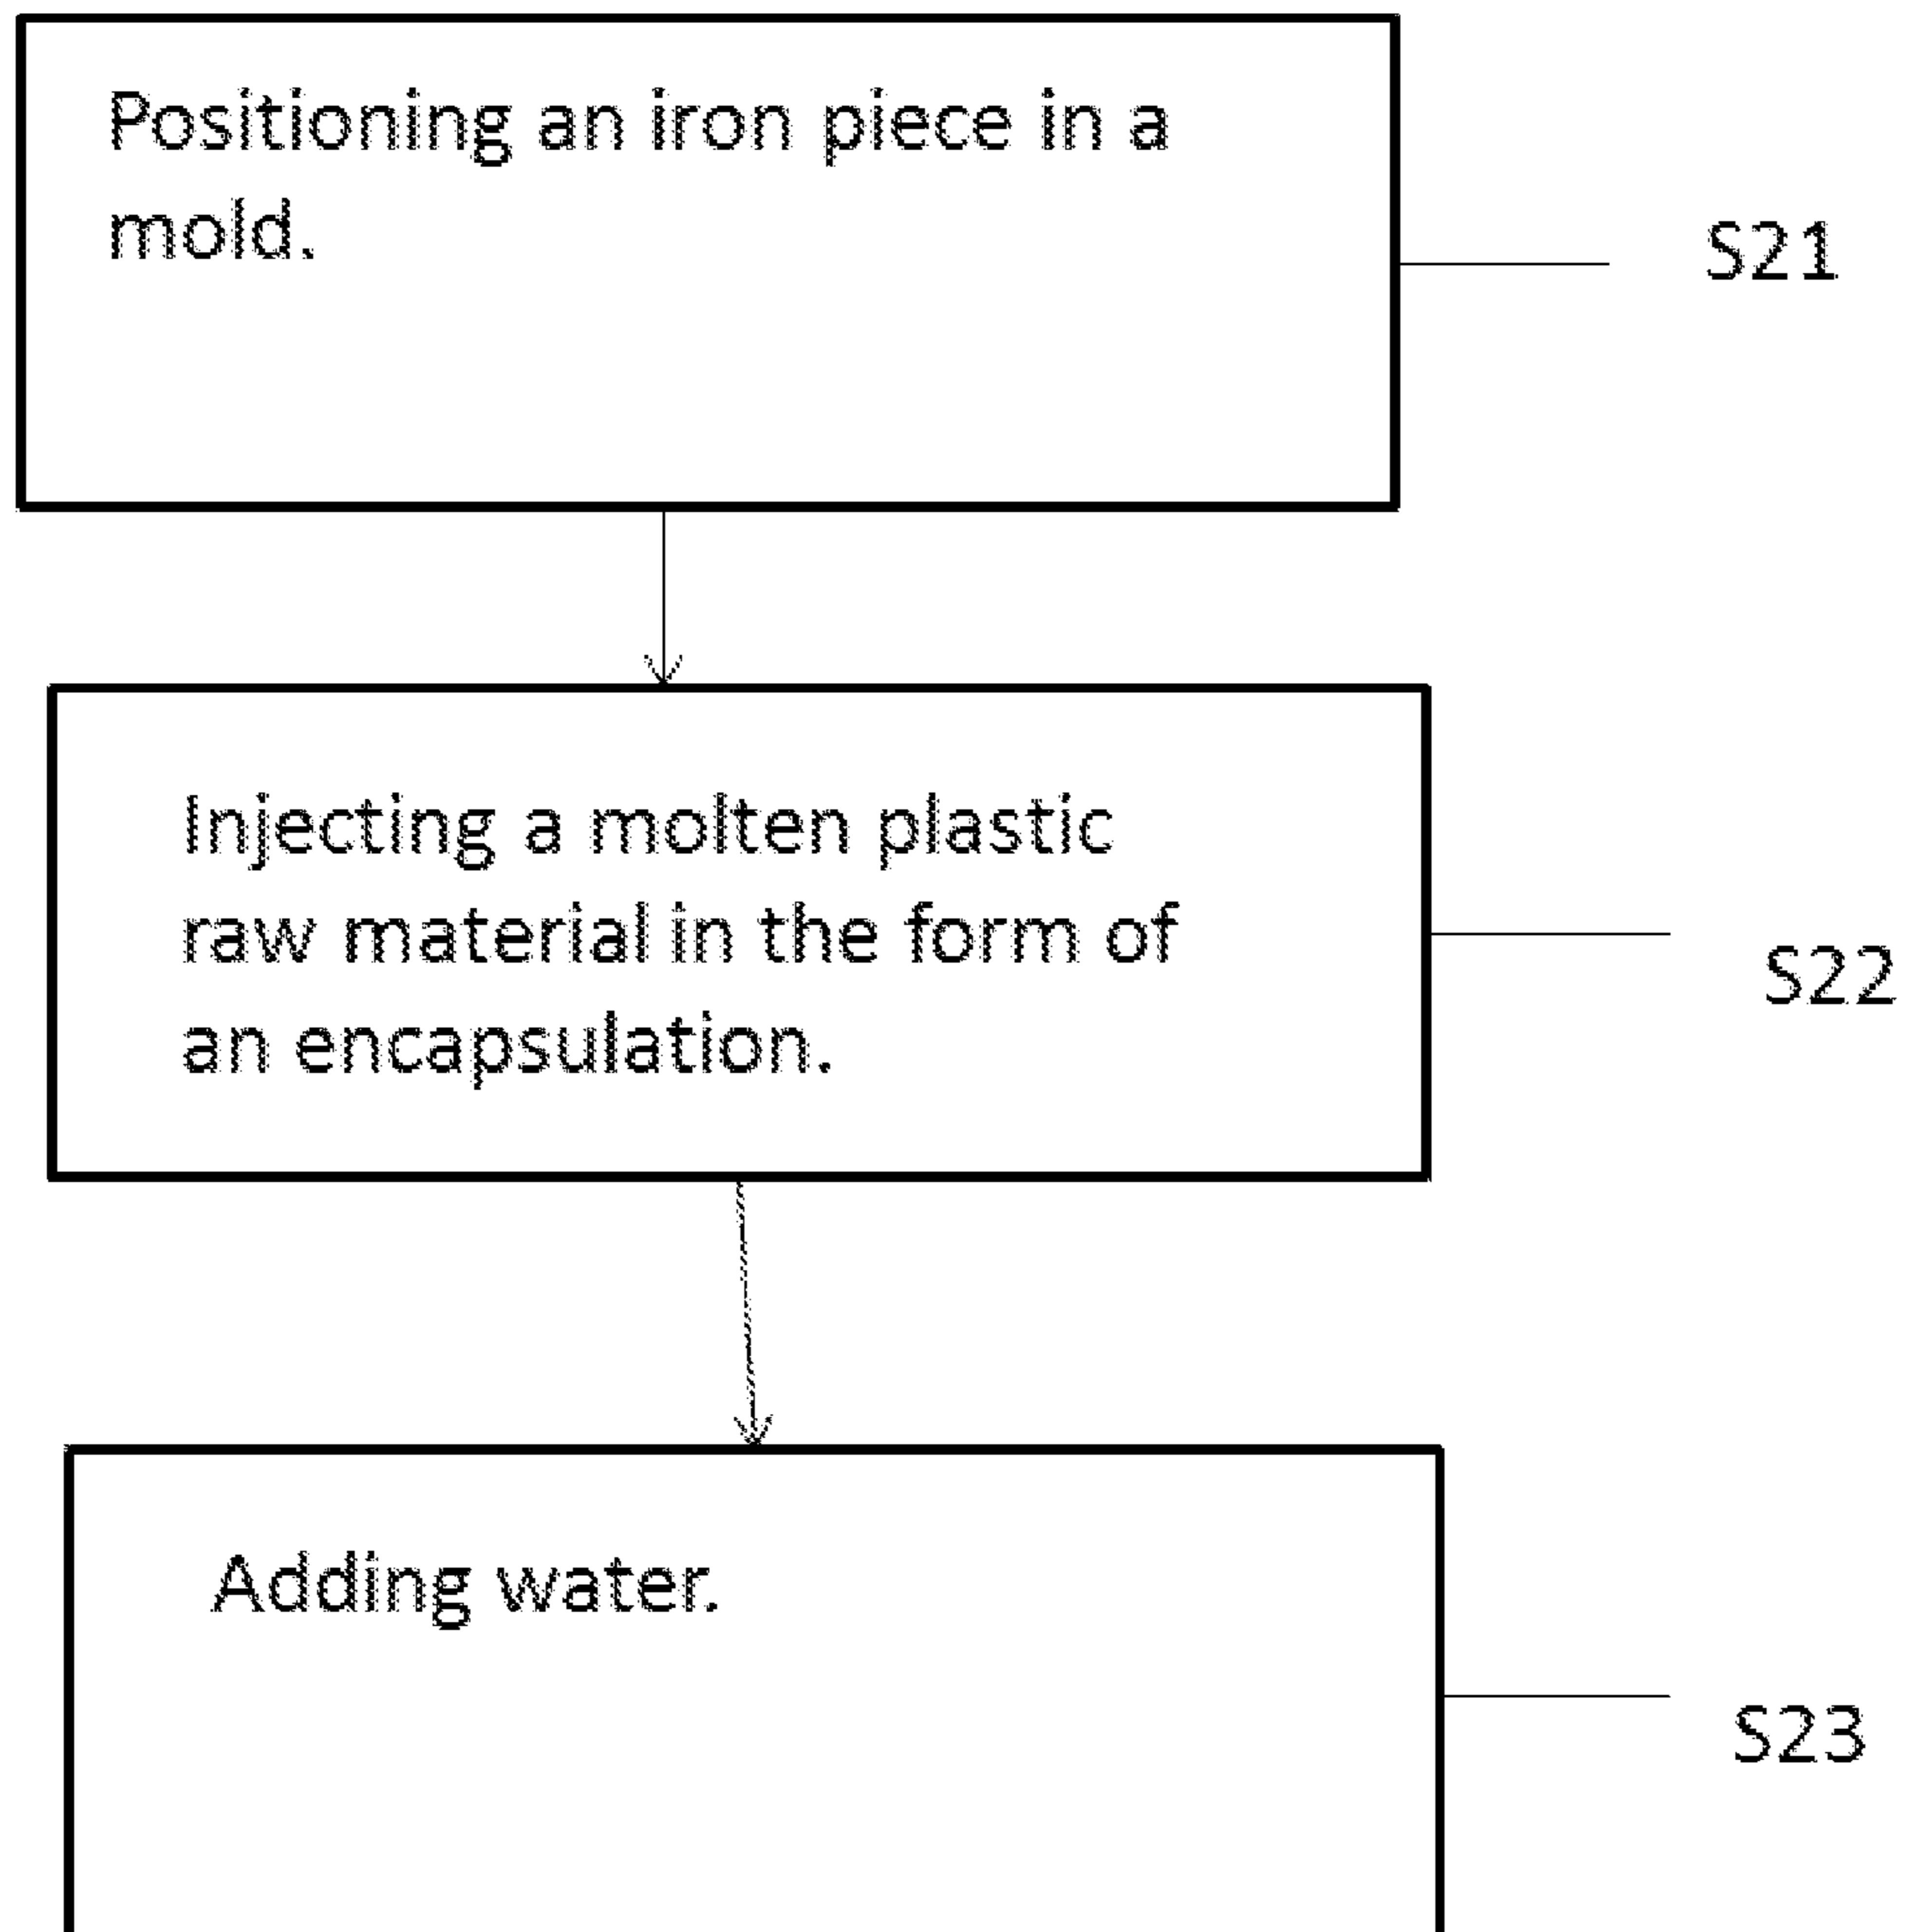 Positioning an iron piece in a
mold.
S21
Injecting a molten plastic
raw material in the form of
an encapsulation.
S22
Adding water.
S23